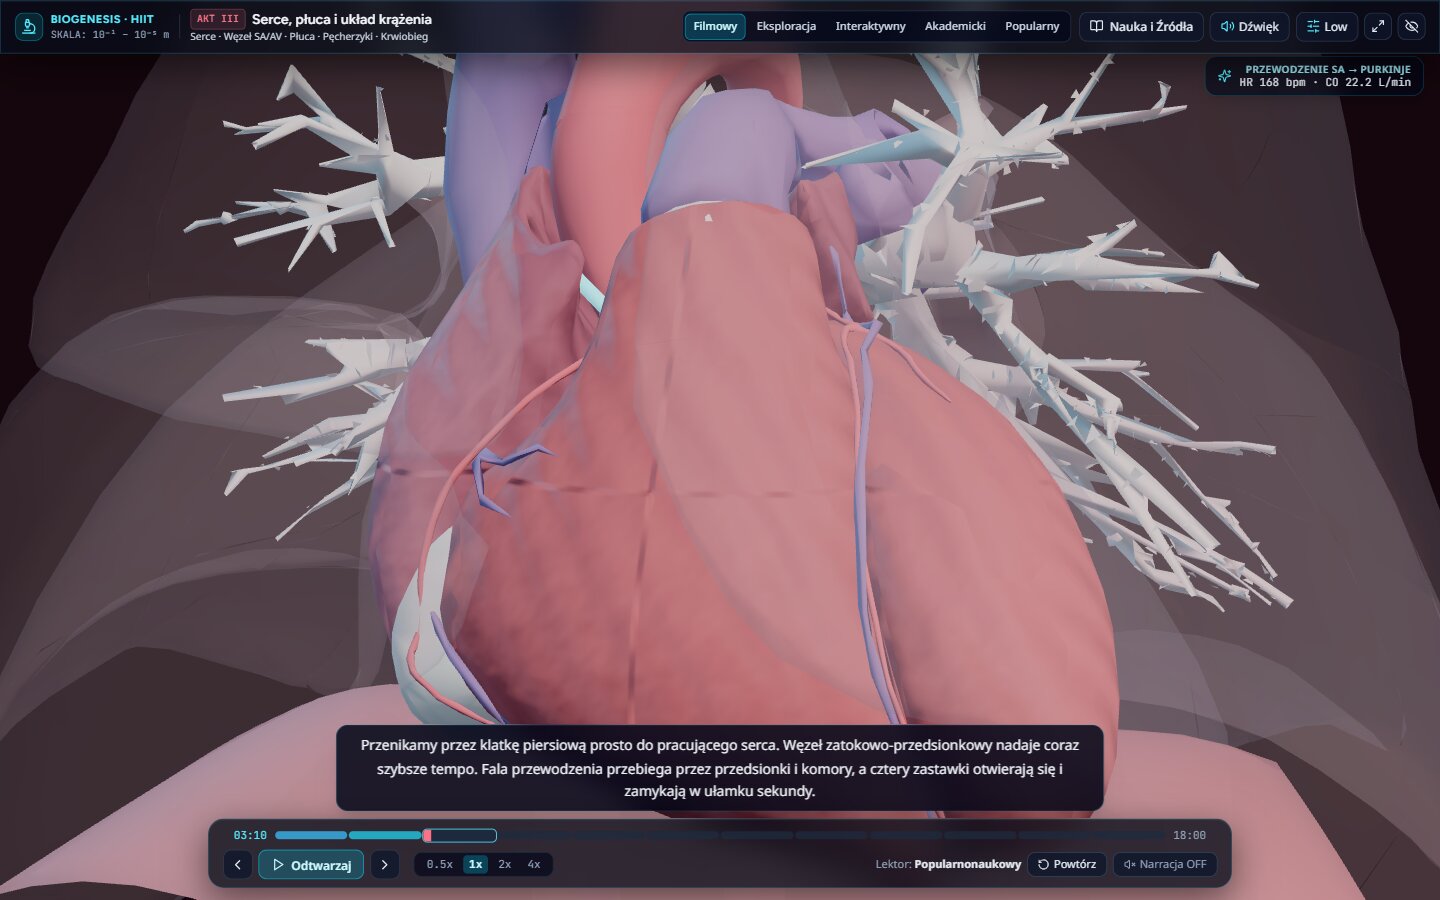 BIOGENESIS · HIIT
SKALA: 10⁻¹ – 10⁻⁵ m
AKT III
Serce, płuca i układ krążenia
Serce · Węzeł SA/AV · Płuca · Pęcherzyki · Krwiobieg
Filmowy
Eksploracja
Interaktywny
Akademicki
Popularny
Nauka i Źródła
Dźwięk
Low
PRZEWODZENIE SA → PURKINJE
HR 168 bpm · CO 22.2 L/min
Przenikamy przez klatkę piersiową prosto do pracującego serca. Węzeł zatokowo-przedsionkowy nadaje coraz
szybsze tempo. Fala przewodzenia przebiega przez przedsionki i komory, a cztery zastawki otwierają się i
zamykają w ułamku sekundy.
03:10
18:00
Odtwarzaj
0.5x
1x
2x
4x
Lektor: Popularnonaukowy
Powtórz
Narracja OFF